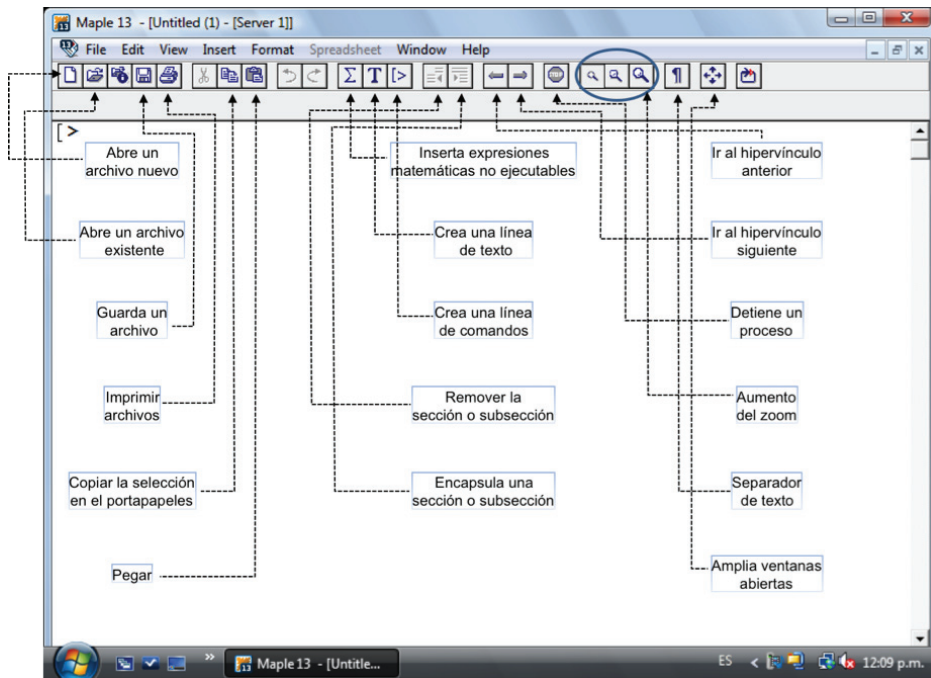 Maple 13 - [Untitled (1) - [Server 1]]
File Edit View Insert Format Spreadsheet Window Help
Σ T [>
[>
Abre un
archivo nuevo
Inserta expresiones
matemáticas no ejecutables
Ir al hipervínculo
anterior
Abre un archivo
existente
Crea una línea
de texto
Ir al hipervínculo
siguiente
Guarda un
archivo
Crea una línea
de comandos
Detiene un
proceso
Imprimir
archivos
Remover la
sección o subsección
Aumento
del zoom
Copiar la selección
en el portapapeles
Encapsula una
sección o subsección
Separador
de texto
Pegar
Amplia ventanas
abiertas
Maple 13 - [Untitle...
ES
12:09 p.m.